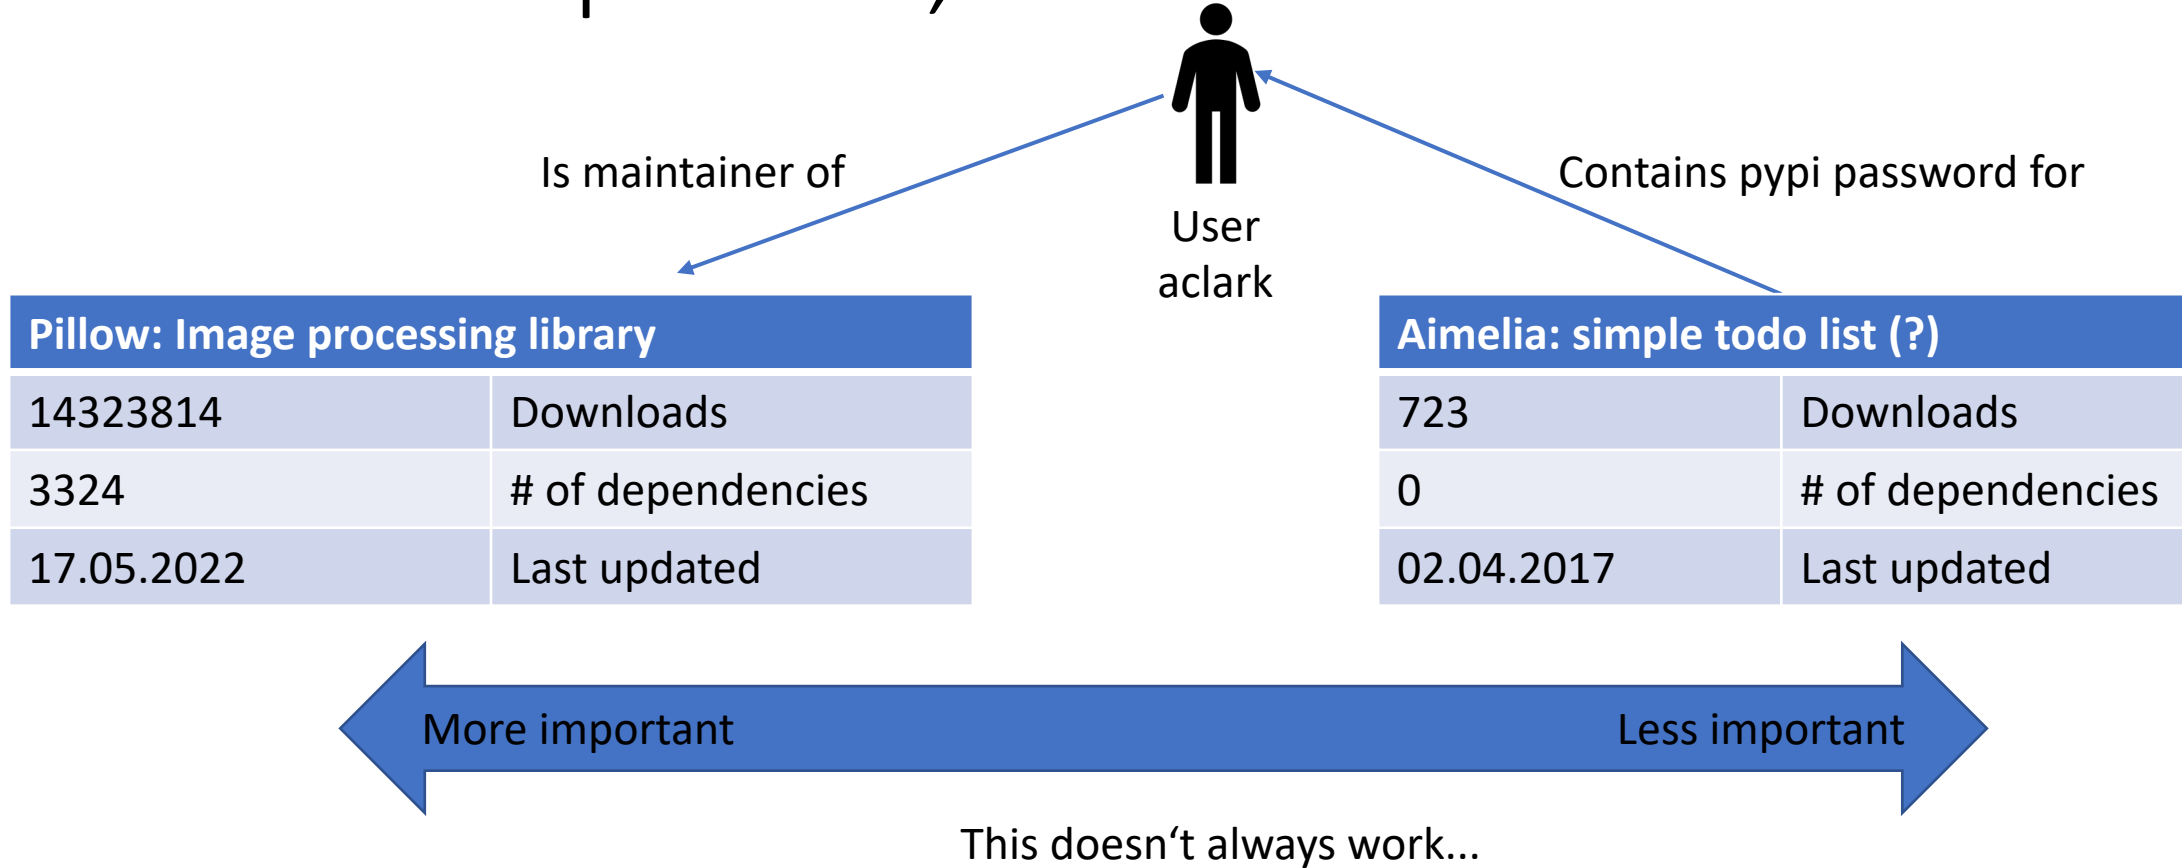 Is maintainer of
Contains pypi password for
User
aclark
Pillow: Image processing library
14323814 Downloads
3324 # of dependencies
17.05.2022 Last updated
Aimelia: simple todo list (?)
723 Downloads
0 # of dependencies
02.04.2017 Last updated
More important
Less important
This doesn‘t always work...